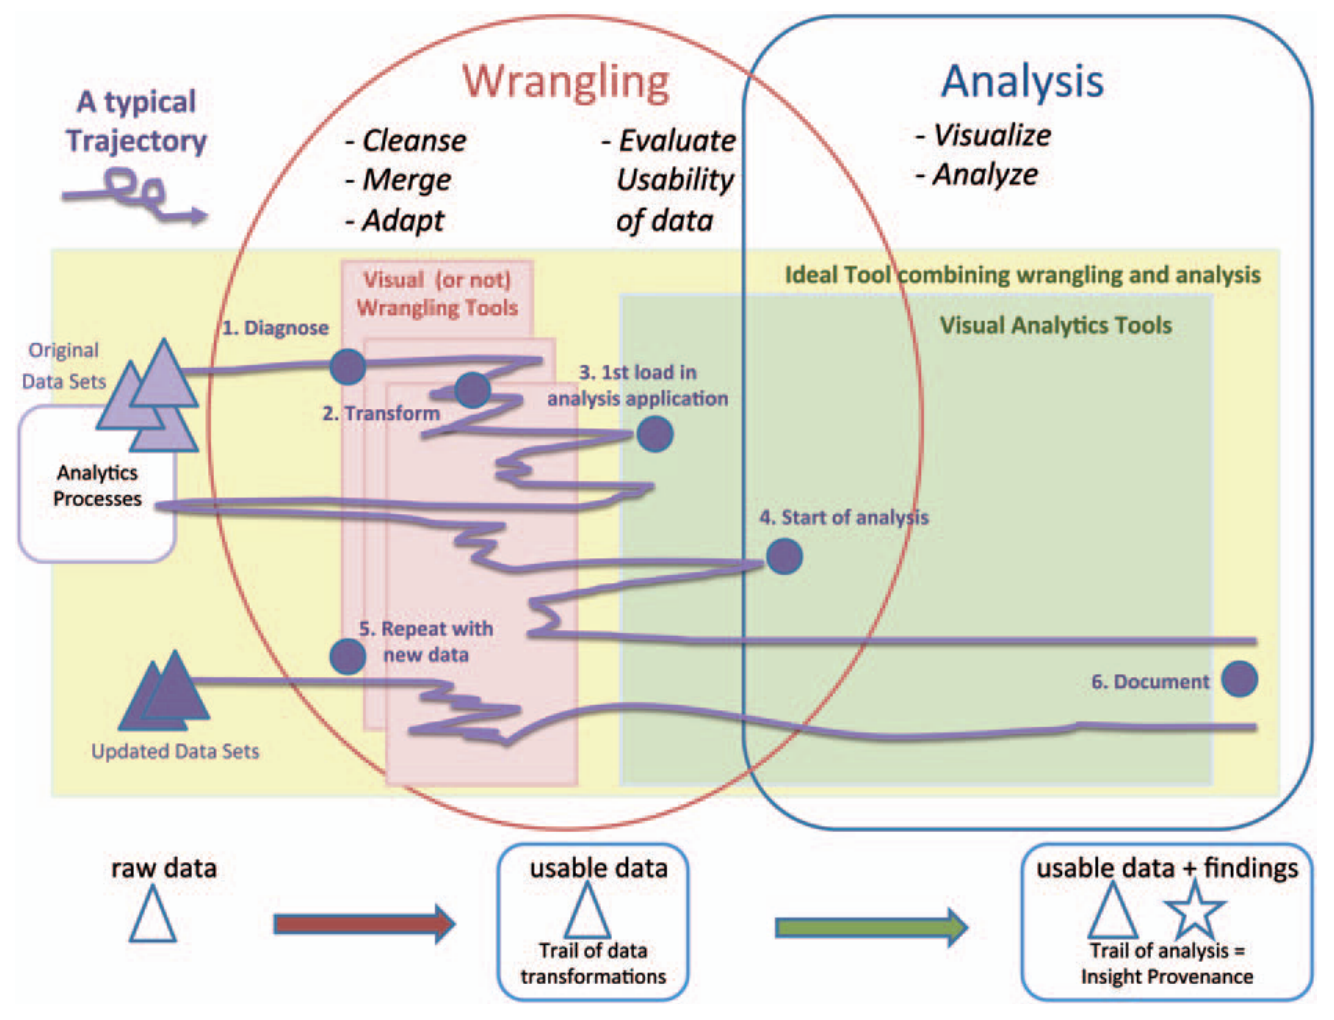 Wrangling
Analysis
A typical
Trajectory
- Cleanse
- Merge
- Adapt
- Evaluate
Usability
of data
- Visualize
- Analyze
Visual (or not)
Wrangling Tools
Ideal Tool combining wrangling and analysis
Visual Analytics Tools
1. Diagnose
Original
Data Sets
2. Transform
3. 1st load in
analysis application
Analytics
Processes
4. Start of analysis
5. Repeat with
new data
6. Document
Updated Data Sets
raw data
usable data
Trail of data
transformations
usable data + findings
Trail of analysis =
Insight Provenance